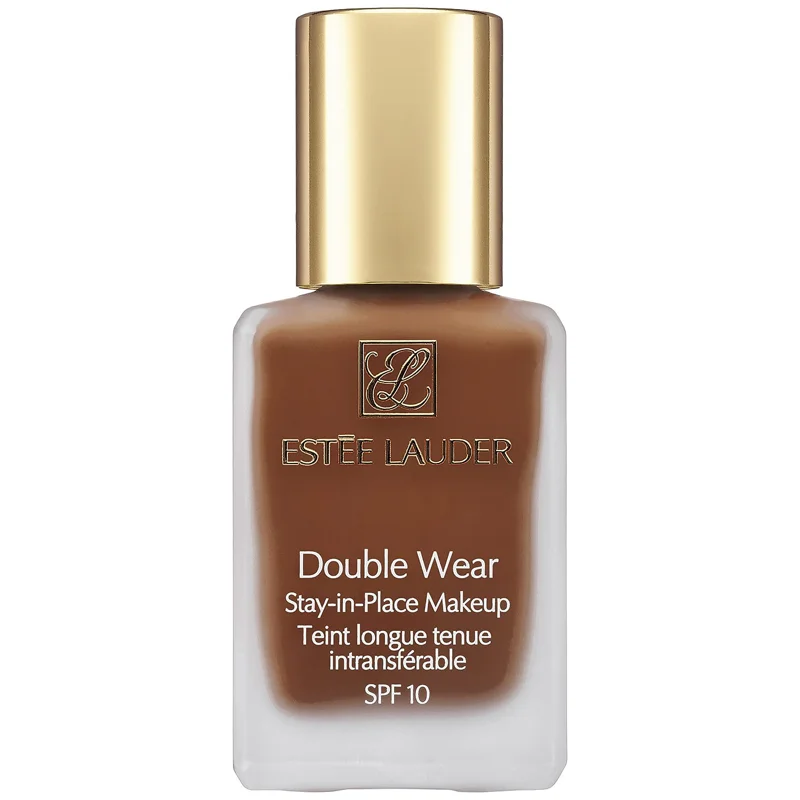 EL
ESTĒE LAUDER
Double Wear
Stay-in-Place Makeup
Teint longue tenue
intransférable
SPF 10